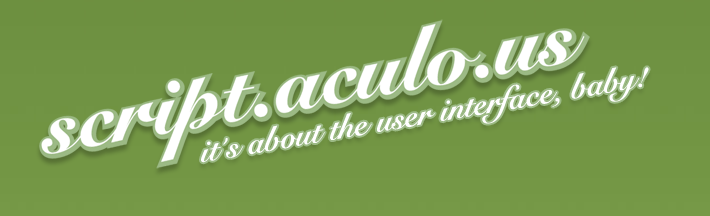 script.aculo.us
it's about the user interface, baby!